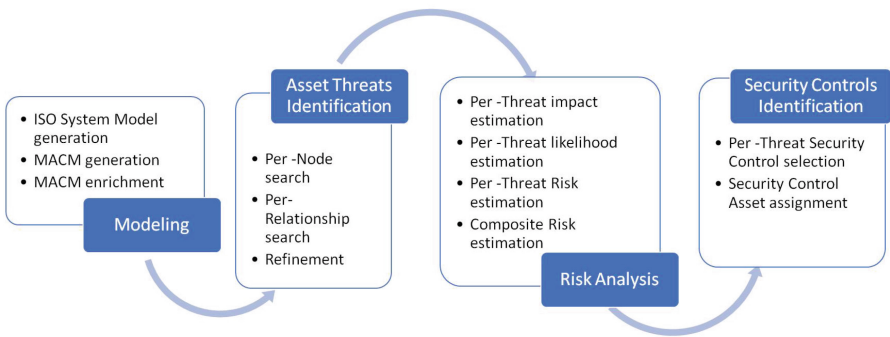 • ISO System Model
generation
• MACM generation
• MACM enrichment
Modeling
Asset Threats
Identification
• Per -Node
search
• Per-
Relationship
search
• Refinement
• Per -Threat impact
estimation
• Per -Threat likelihood
estimation
• Per -Threat Risk
estimation
• Composite Risk
estimation
Risk Analysis
Security Controls
Identification
• Per -Threat Security
Control selection
• Security Control
Asset assignment